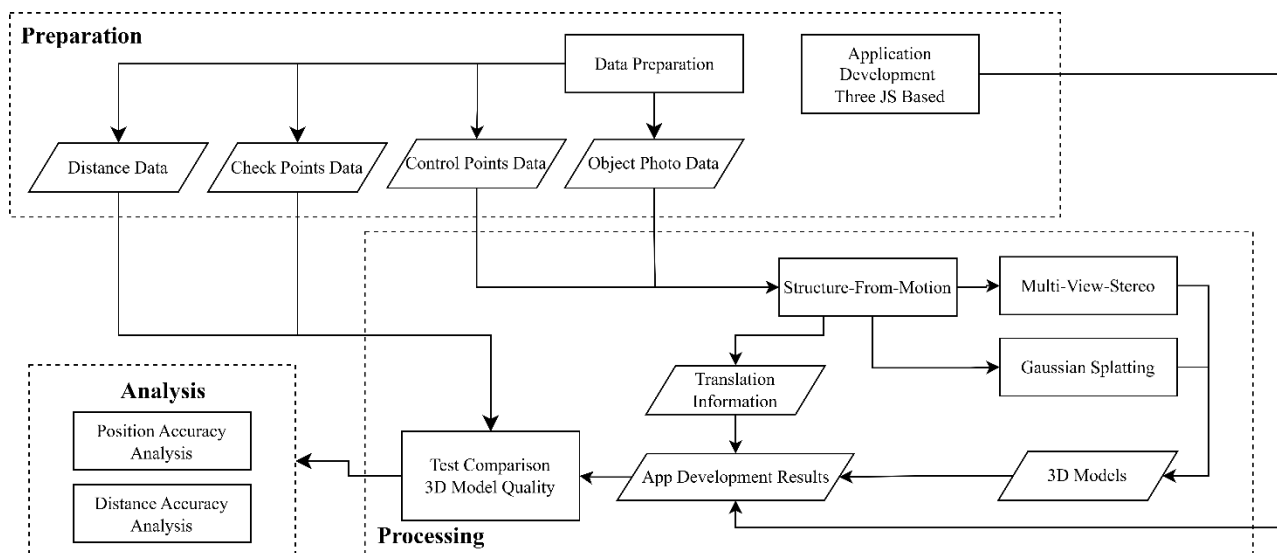 Preparation
Data Preparation
Application
Development
Three JS Based
Distance Data
Check Points Data
Control Points Data
Object Photo Data
Structure-From-Motion
Multi-View-Stereo
Gaussian Splatting
Translation
Information
Analysis
Position Accuracy
Analysis
Distance Accuracy
Analysis
Test Comparison
3D Model Quality
App Development Results
3D Models
Processing